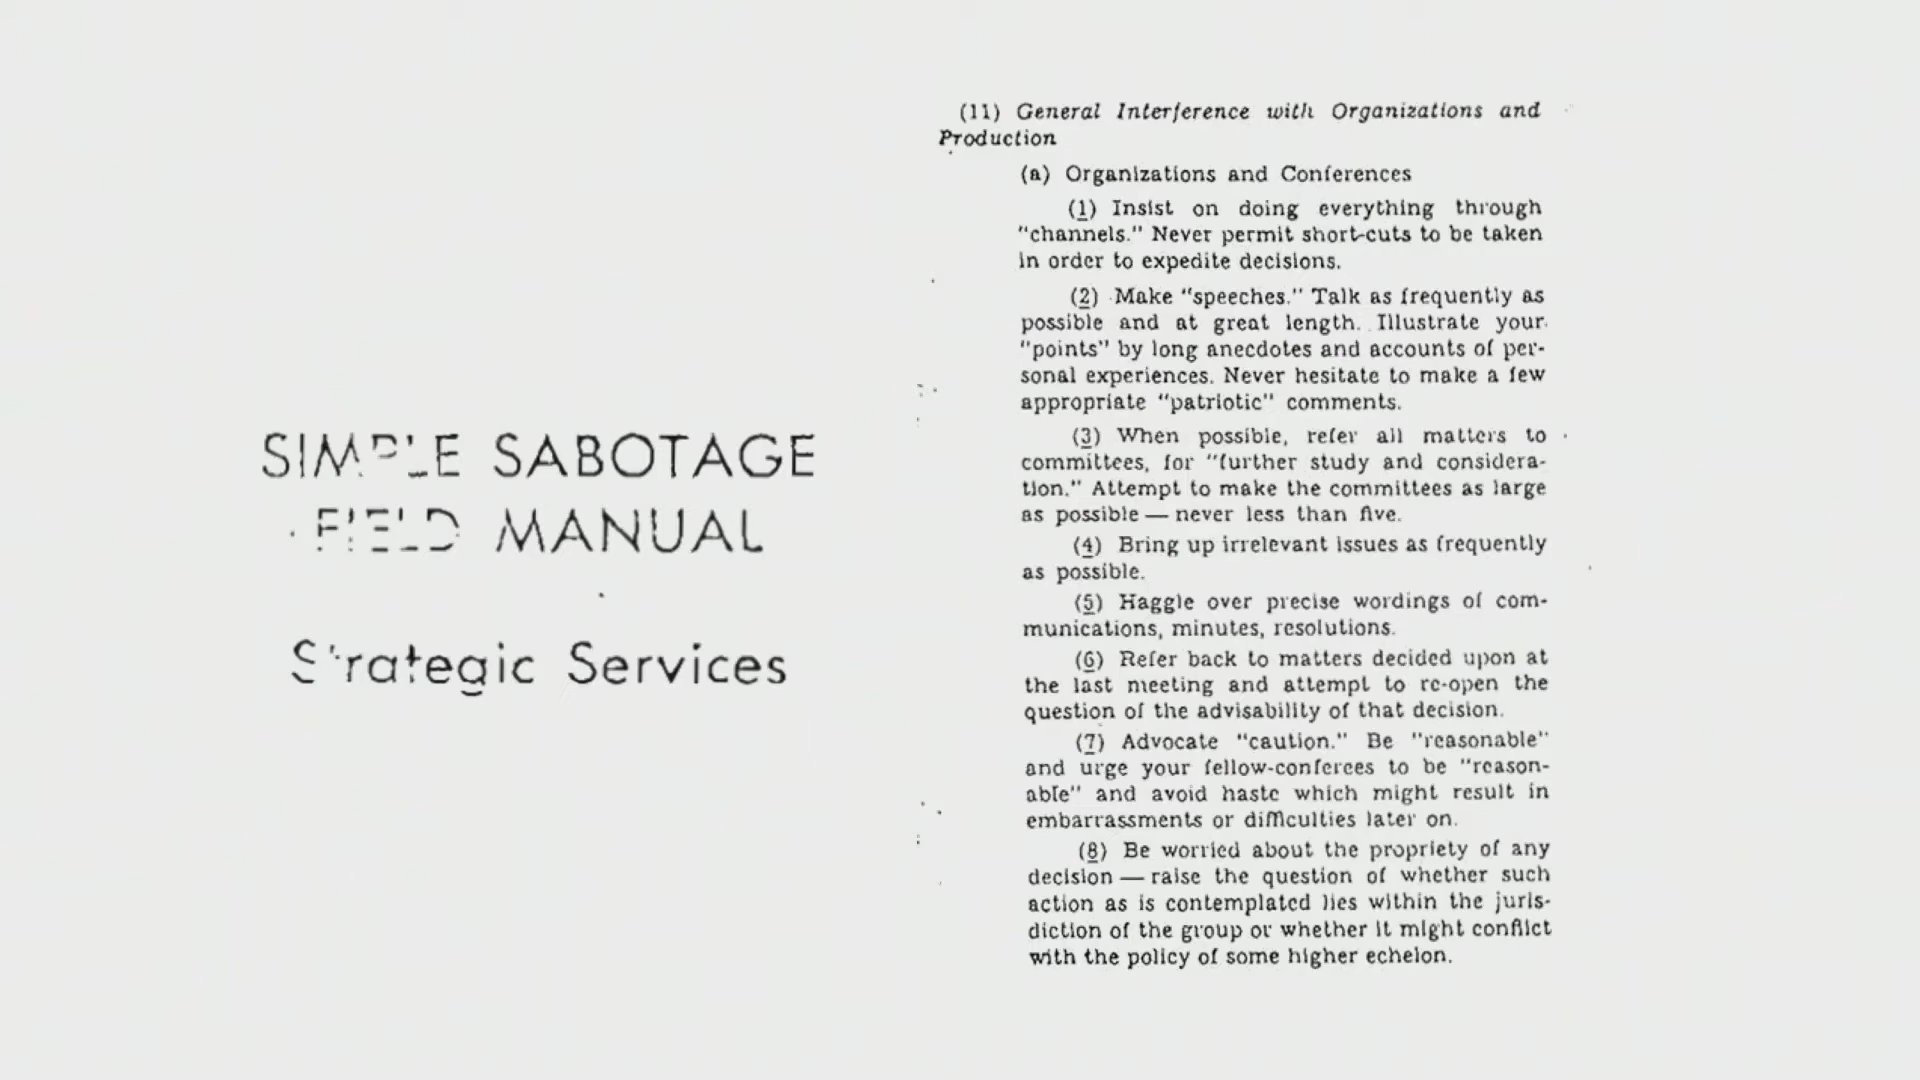 SIMPLE SABOTAGE
FIELD MANUAL
Strategic Services
(11) General Interference with Organizations and
Production
(a) Organizations and Conferences
(1) Insist on doing everything through
"channels." Never permit short-cuts to be taken
in order to expedite decisions.
(2) Make "speeches." Talk as frequently as
possible and at great length. Illustrate your
"points" by long anecdotes and accounts of per-
sonal experiences. Never hesitate to make a few
appropriate "patriotic" comments.
(3) When possible, refer all matters to
committees, for "further study and considera-
tion." Attempt to make the committees as large
as possible — never less than five.
(4) Bring up irrelevant issues as frequently
as possible.
(5) Haggle over precise wordings of com-
munications, minutes, resolutions.
(6) Refer back to matters decided upon at
the last meeting and attempt to re-open the
question of the advisability of that decision.
(7) Advocate "caution." Be "reasonable"
and urge your fellow-conferees to be "reason-
able" and avoid haste which might result in
embarrassments or difficulties later on.
(8) Be worried about the propriety of any
decision — raise the question of whether such
action as is contemplated lies within the juris-
diction of the group or whether it might conflict
with the policy of some higher echelon.